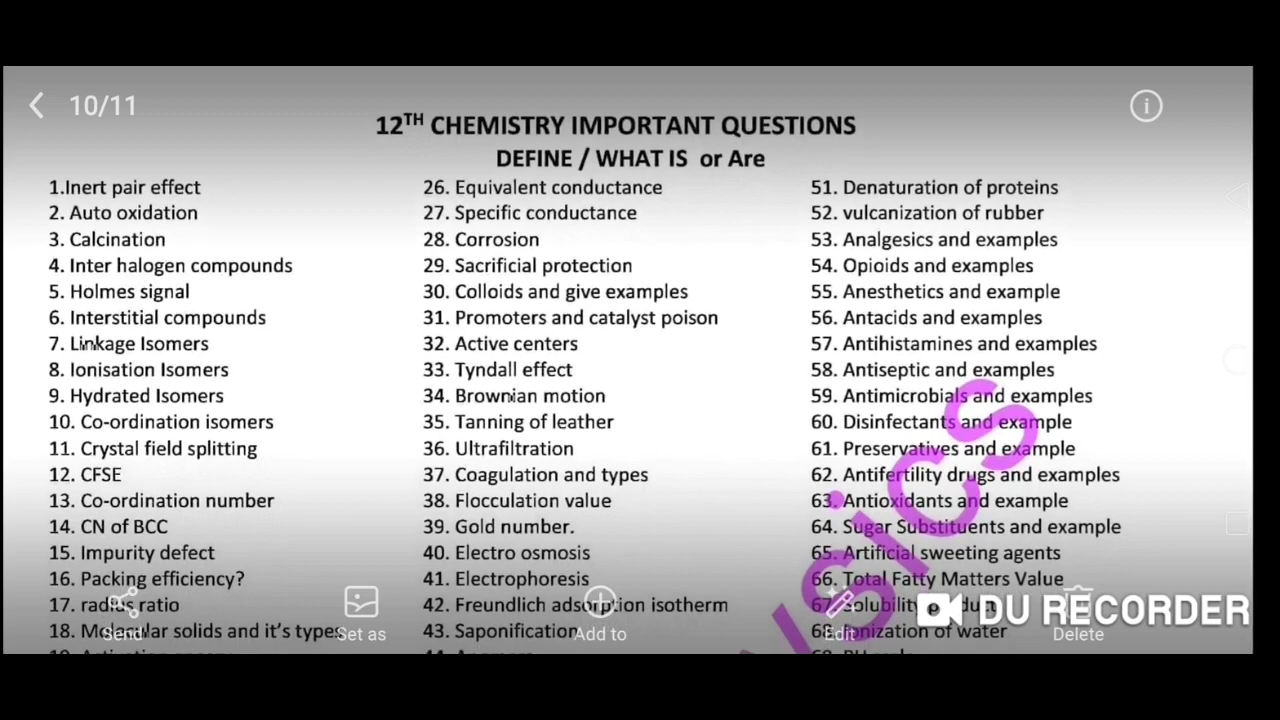 10/11
12TH CHEMISTRY IMPORTANT QUESTIONS
DEFINE / WHAT IS or Are
1.Inert pair effect
2. Auto oxidation
3. Calcination
4. Inter halogen compounds
5. Holmes signal
6. Interstitial compounds
7. Linkage Isomers
8. Ionisation Isomers
9. Hydrated Isomers
10. Co-ordination isomers
11. Crystal field splitting
12. CFSE
13. Co-ordination number
14. CN of BCC
15. Impurity defect
16. Packing efficiency?
17. radius ratio
18. Molecular solids and it's types
26. Equivalent conductance
27. Specific conductance
28. Corrosion
29. Sacrificial protection
30. Colloids and give examples
31. Promoters and catalyst poison
32. Active centers
33. Tyndall effect
34. Brownian motion
35. Tanning of leather
36. Ultrafiltration
37. Coagulation and types
38. Flocculation value
39. Gold number.
40. Electro osmosis
41. Electrophoresis
42. Freundlich adsorption isotherm
43. Saponification
51. Denaturation of proteins
52. vulcanization of rubber
53. Analgesics and examples
54. Opioids and examples
55. Anesthetics and example
56. Antacids and examples
57. Antihistamines and examples
58. Antiseptic and examples
59. Antimicrobials and examples
60. Disinfectants and example
61. Preservatives and example
62. Antifertility drugs and examples
63. Antioxidants and example
64. Sugar Substituents and example
65. Artificial sweeting agents
66. Total Fatty Matters Value
67. Solubility product
68. Ionization of water
Send
Set as
Add to
Edit
Delete
DU RECORDER